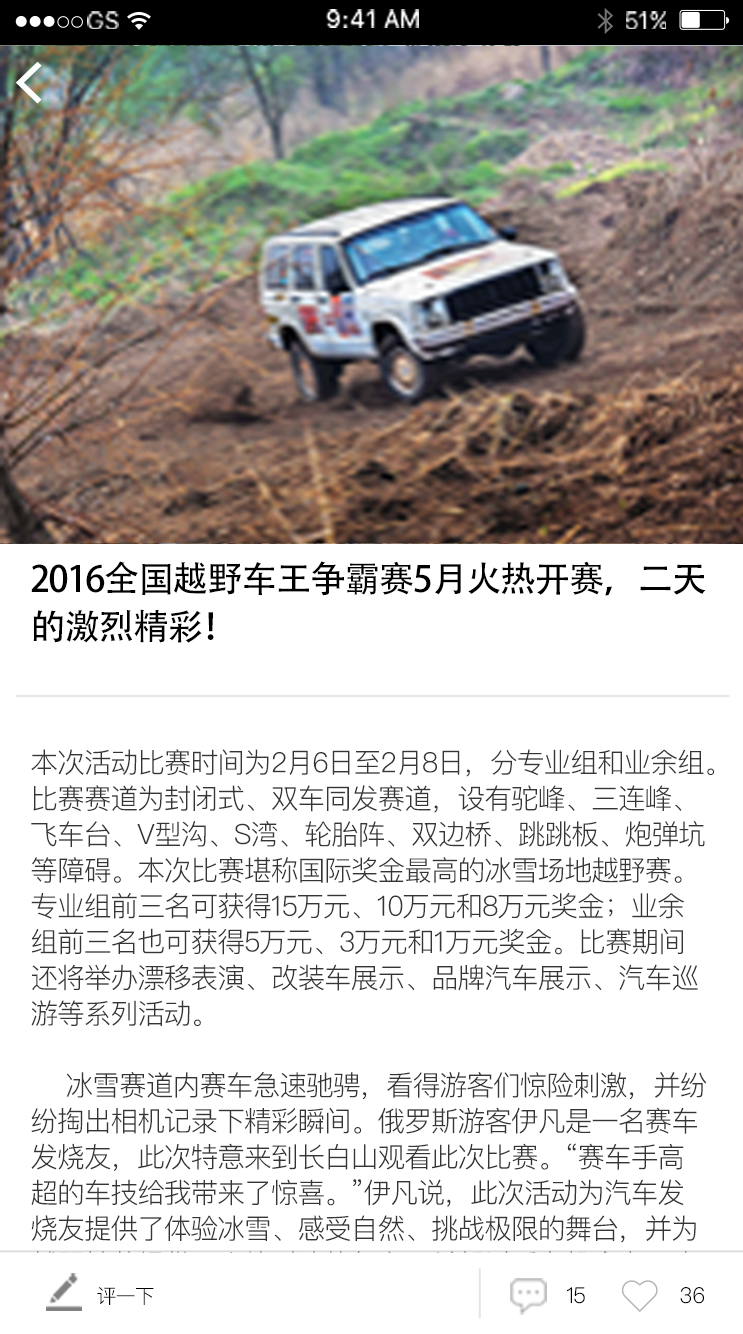 GS 9:41 AM 51%
2016全国越野车王争霸赛5月火热开赛，二天
的激烈精彩！
本次活动比赛时间为2月6日至2月8日，分专业组和业余组。
比赛赛道为封闭式、双车同发赛道，设有驼峰、三连峰、
飞车台、V型沟、S湾、轮胎阵、双边桥、跳跳板、炮弹坑
等障碍。本次比赛堪称国际奖金最高的冰雪场地越野赛。
专业组前三名可获得15万元、10万元和8万元奖金；业余
组前三名也可获得5万元、3万元和1万元奖金。比赛期间
还将举办漂移表演、改装车展示、品牌汽车展示、汽车巡
游等系列活动。
冰雪赛道内赛车急速驰骋，看得游客们惊险刺激，并纷
纷掏出相机记录下精彩瞬间。俄罗斯游客伊凡是一名赛车
发烧友，此次特意来到长白山观看此次比赛。“赛车手高
超的车技给我带来了惊喜。”伊凡说，此次活动为汽车发
烧友提供了体验冰雪、感受自然、挑战极限的舞台，并为
评一下 15 36